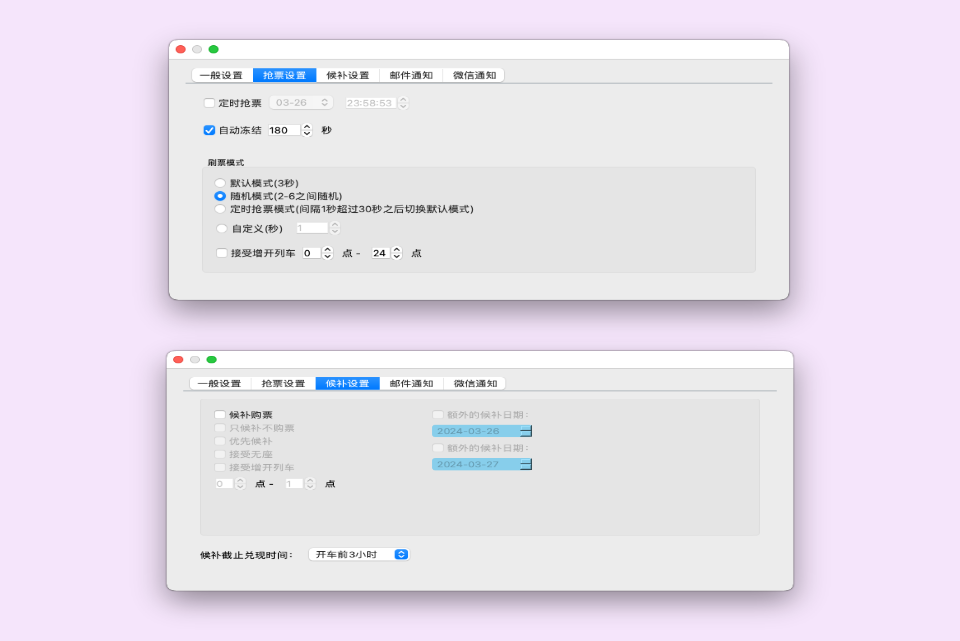 一般设置 抢票设置 候补设置 邮件通知 微信通知
定时抢票 03-26 23:58:53
自动冻结 180 秒
刷票模式
默认模式(3秒)
随机模式(2-6之间随机)
定时抢票模式(间隔1秒超过30秒之后切换默认模式)
自定义(秒) 1
接受增开列车 0 点 - 24 点
一般设置 抢票设置 候补设置 邮件通知 微信通知
候补购票 额外的候补日期:
只候补不购票 2024-03-26
优先候补 额外的候补日期:
接受无座 2024-03-27
接受增开列车
0 点 - 1 点
候补截止兑现时间: 开车前3小时